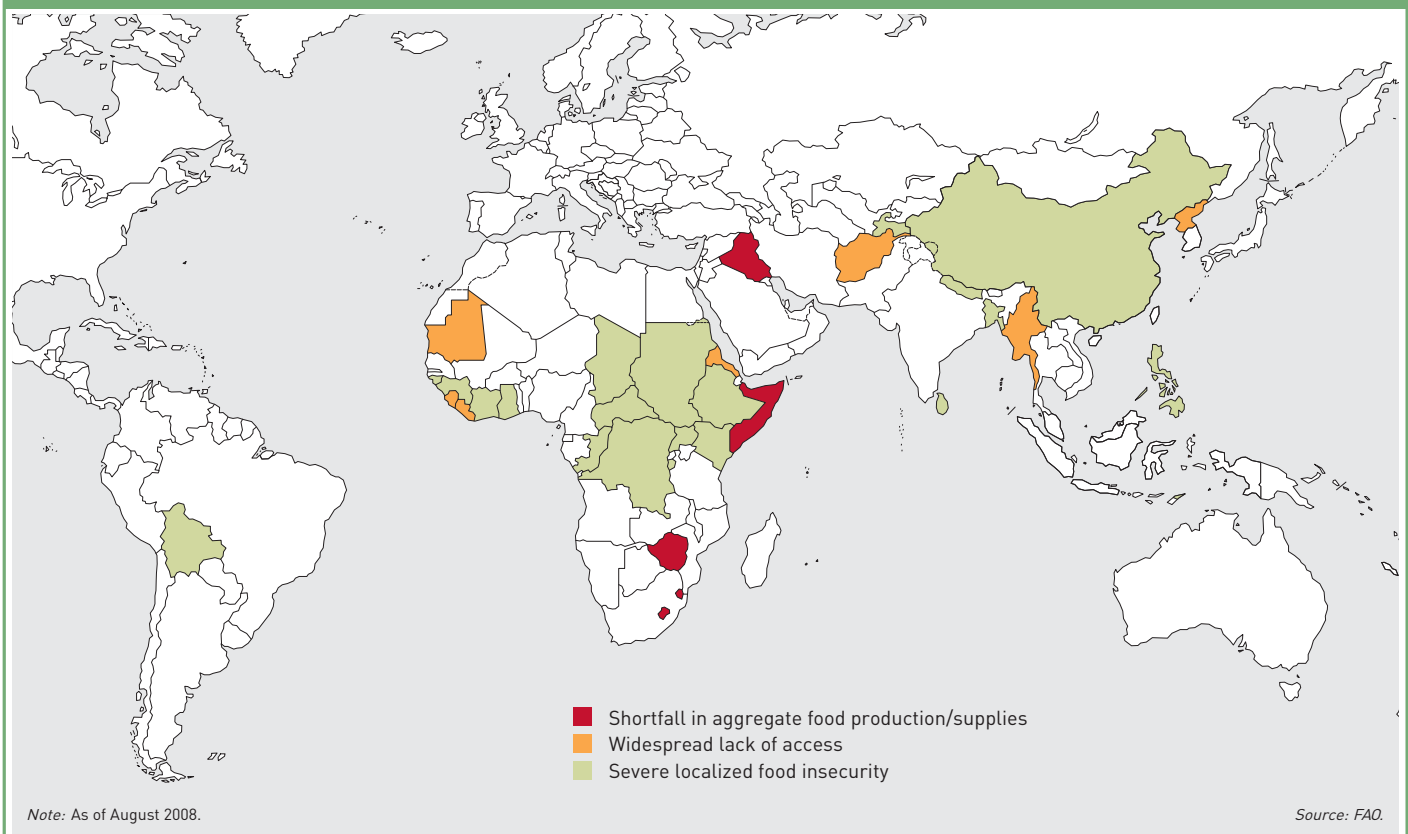 Shortfall in aggregate food production/supplies
Widespread lack of access
Severe localized food insecurity
Note: As of August 2008.
Source: FAO.